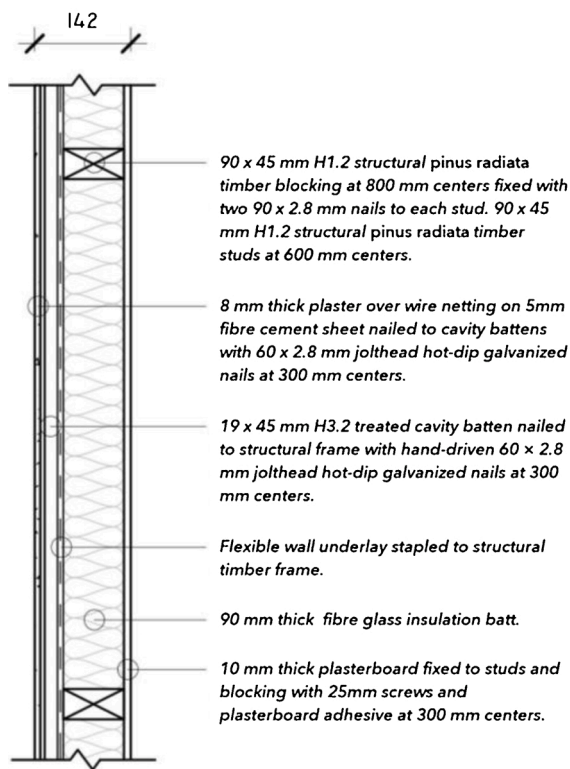 142
90 x 45 mm H1.2 structural pinus radiata
timber blocking at 800 mm centers fixed with
two 90 x 2.8 mm nails to each stud. 90 x 45
mm H1.2 structural pinus radiata timber
studs at 600 mm centers.
8 mm thick plaster over wire netting on 5mm
fibre cement sheet nailed to cavity battens
with 60 x 2.8 mm jolthead hot-dip galvanized
nails at 300 mm centers.
19 x 45 mm H3.2 treated cavity batten nailed
to structural frame with hand-driven 60 × 2.8
mm jolthead hot-dip galvanized nails at 300
mm centers.
Flexible wall underlay stapled to structural
timber frame.
90 mm thick fibre glass insulation batt.
10 mm thick plasterboard fixed to studs and
blocking with 25mm screws and
plasterboard adhesive at 300 mm centers.